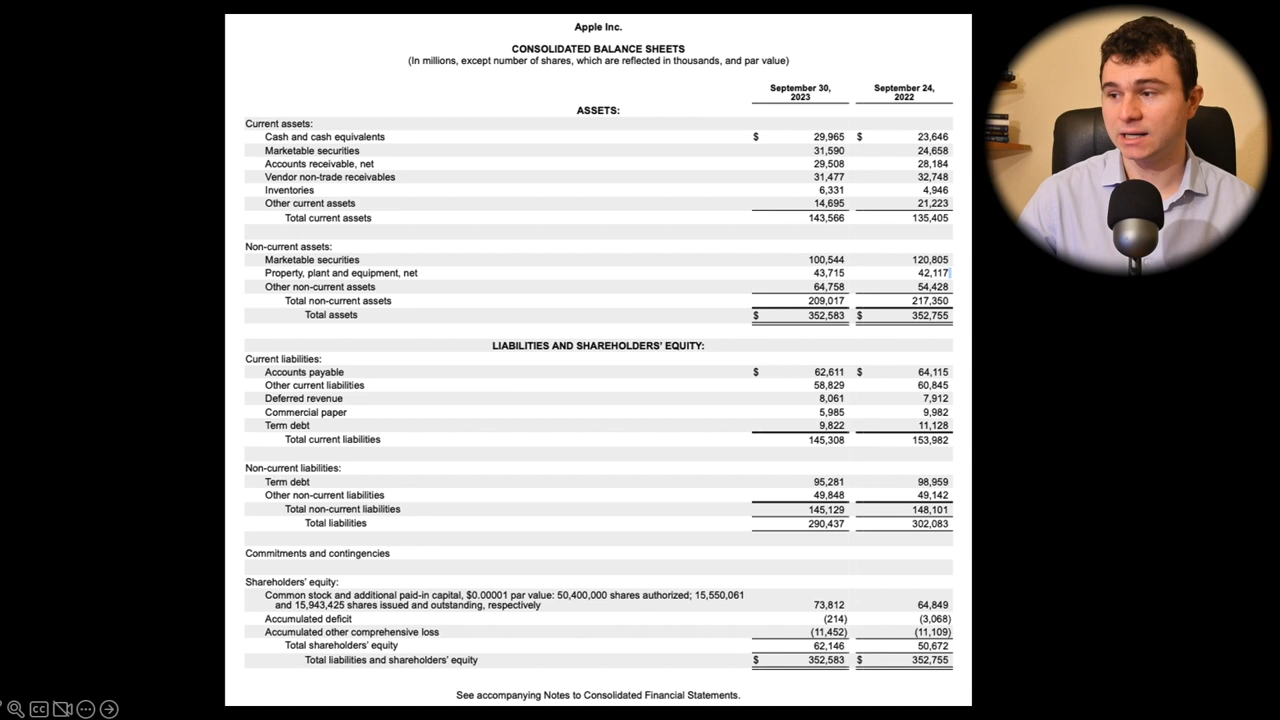 Apple Inc.
CONSOLIDATED BALANCE SHEETS
(In millions, except number of shares, which are reflected in thousands, and par value)
September 30, 2023 September 24, 2022
ASSETS:
Current assets:
Cash and cash equivalents $ 29,965 $ 23,646
Marketable securities 31,590 24,658
Accounts receivable, net 29,508 28,184
Vendor non-trade receivables 31,477 32,748
Inventories 6,331 4,946
Other current assets 14,695 21,223
Total current assets 143,566 135,405
Non-current assets:
Marketable securities 100,544 120,805
Property, plant and equipment, net 43,715 42,117
Other non-current assets 64,758 54,428
Total non-current assets 209,017 217,350
Total assets $ 352,583 $ 352,755
LIABILITIES AND SHAREHOLDERS' EQUITY:
Current liabilities:
Accounts payable $ 62,611 $ 64,115
Other current liabilities 58,829 60,845
Deferred revenue 8,061 7,912
Commercial paper 5,985 9,982
Term debt 9,822 11,128
Total current liabilities 145,308 153,982
Non-current liabilities:
Term debt 95,281 98,959
Other non-current liabilities 49,848 49,142
Total non-current liabilities 145,129 148,101
Total liabilities 290,437 302,083
Commitments and contingencies
Shareholders' equity:
Common stock and additional paid-in capital, $0.00001 par value: 50,400,000 shares authorized; 15,550,061
and 15,943,425 shares issued and outstanding, respectively 73,812 64,849
Accumulated deficit (214) (3,068)
Accumulated other comprehensive loss (11,452) (11,109)
Total shareholders' equity 62,146 50,672
Total liabilities and shareholders' equity $ 352,583 $ 352,755
See accompanying Notes to Consolidated Financial Statements.
CC